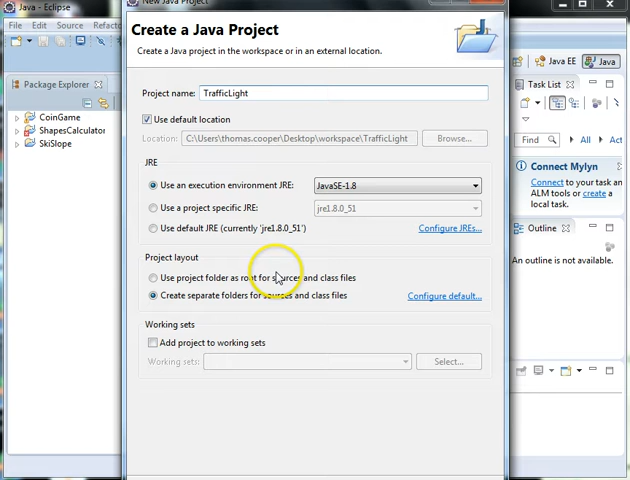 Java - Eclipse
New Java Project
File Edit Source Refactor
Create a Java Project
Create a Java project in the workspace or in an external location.
Java EE
Java
Package Explorer
Task List
Project name: TrafficLight
CoinGame
Use default location
ShapesCalculator
Location: C:\Users\thomas.cooper\Desktop\workspace\TrafficLight Browse...
Find All
SkiSlope
JRE
Connect Mylyn
Use an execution environment JRE: JavaSE-1.8
Connect to your task an
ALM tools or create a
local task.
Use a project specific JRE: jre1.8.0_51
Use default JRE (currently 'jre1.8.0_51') Configure JREs...
Outline
Project layout
An outline is not available.
Use project folder as root for sources and class files
Create separate folders for sources and class files Configure default...
Working sets
Add project to working sets
Working sets: Select...